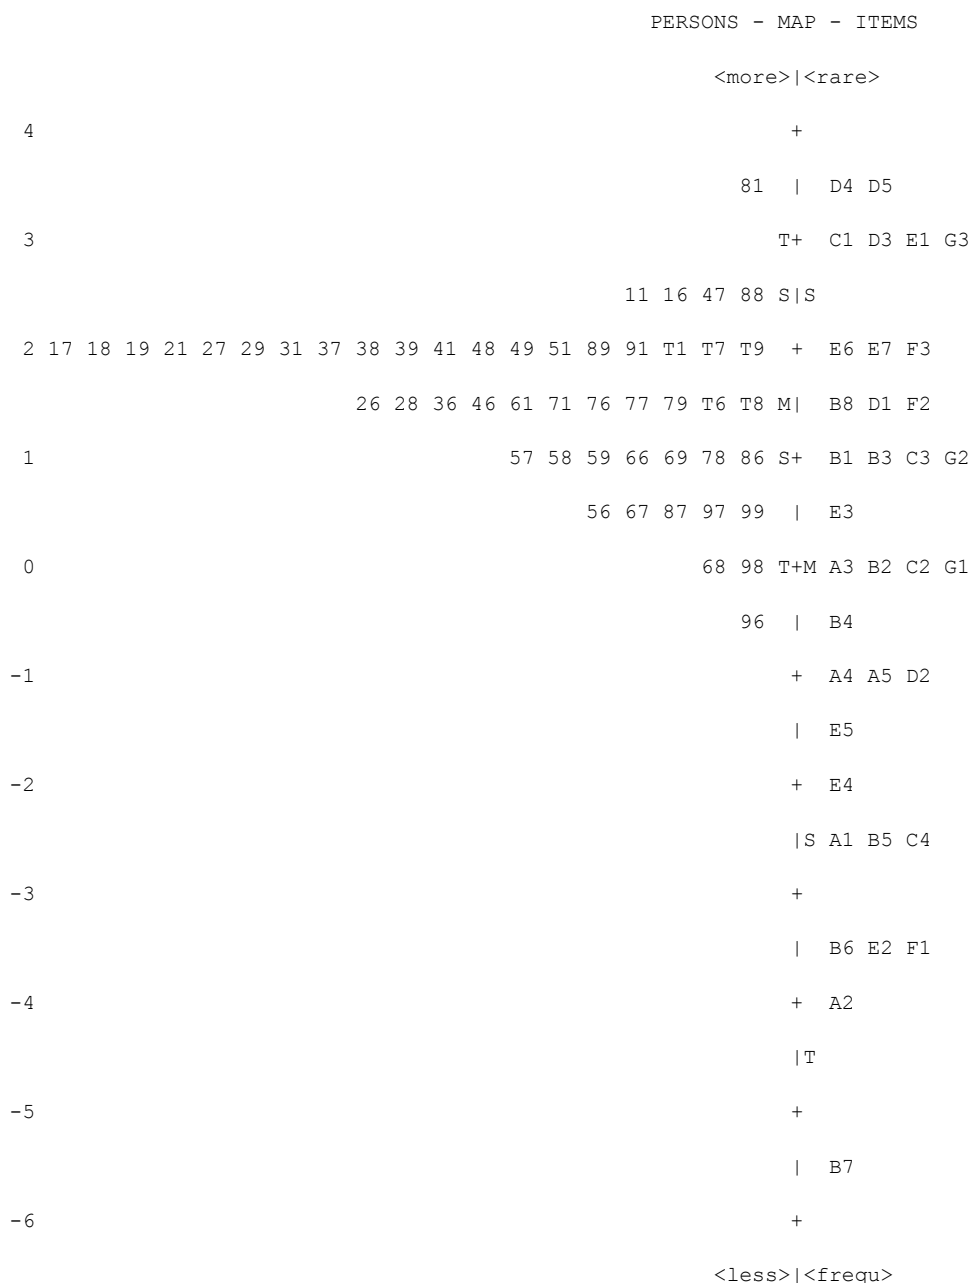 PERSONS - MAP - ITEMS
<more>|<rare>
4 +
81 | D4 D5
3 T+ C1 D3 E1 G3
11 16 47 88 S|S
2 17 18 19 21 27 29 31 37 38 39 41 48 49 51 89 91 T1 T7 T9 + E6 E7 F3
26 28 36 46 61 71 76 77 79 T6 T8 M| B8 D1 F2
1 57 58 59 66 69 78 86 S+ B1 B3 C3 G2
56 67 87 97 99 | E3
0 68 98 T+M A3 B2 C2 G1
96 | B4
-1 + A4 A5 D2
| E5
-2 + E4
|S A1 B5 C4
-3 +
| B6 E2 F1
-4 + A2
|T
-5 +
| B7
-6 +
<less>|<frequ>